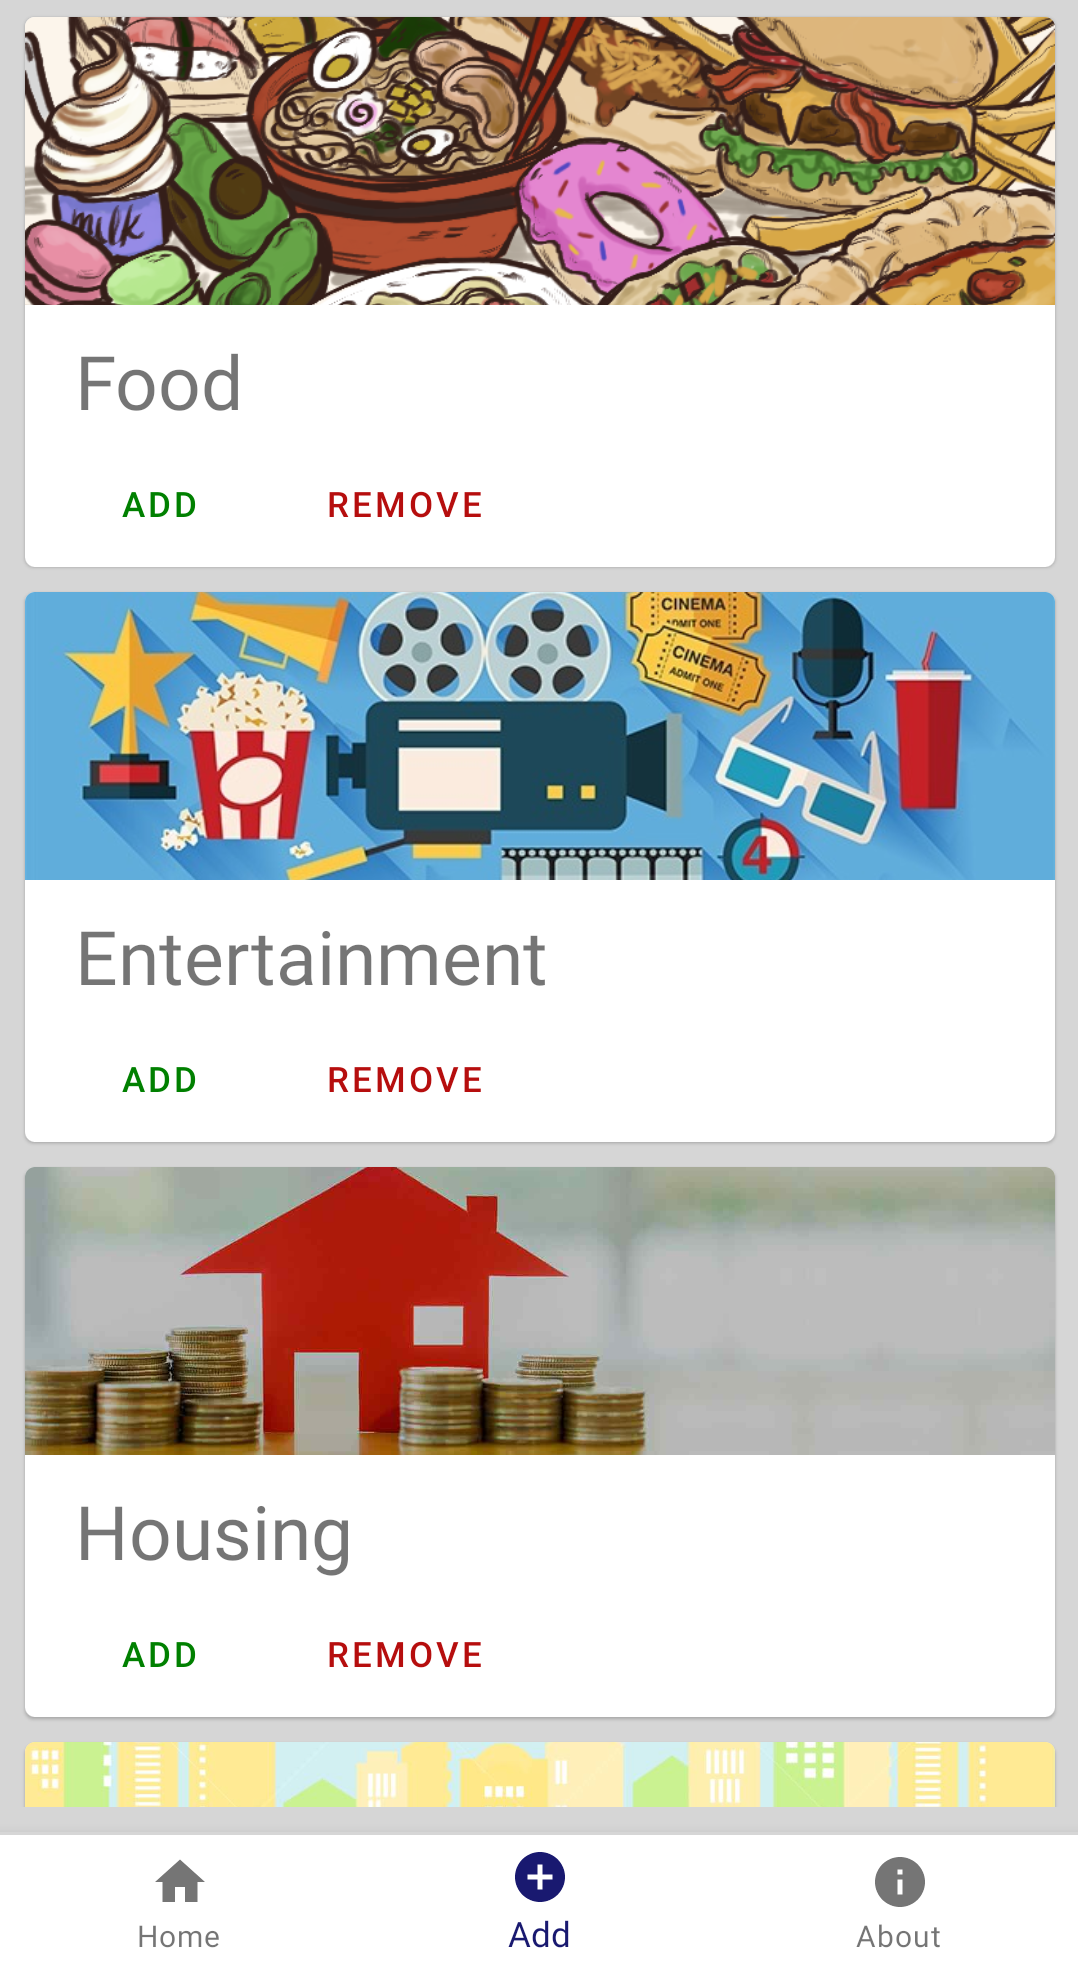 milk
Food
ADD REMOVE
CINEMA
ADMIT ONE
CINEMA
ADMIT ONE
4
Entertainment
ADD REMOVE
Housing
ADD REMOVE
Home Add About